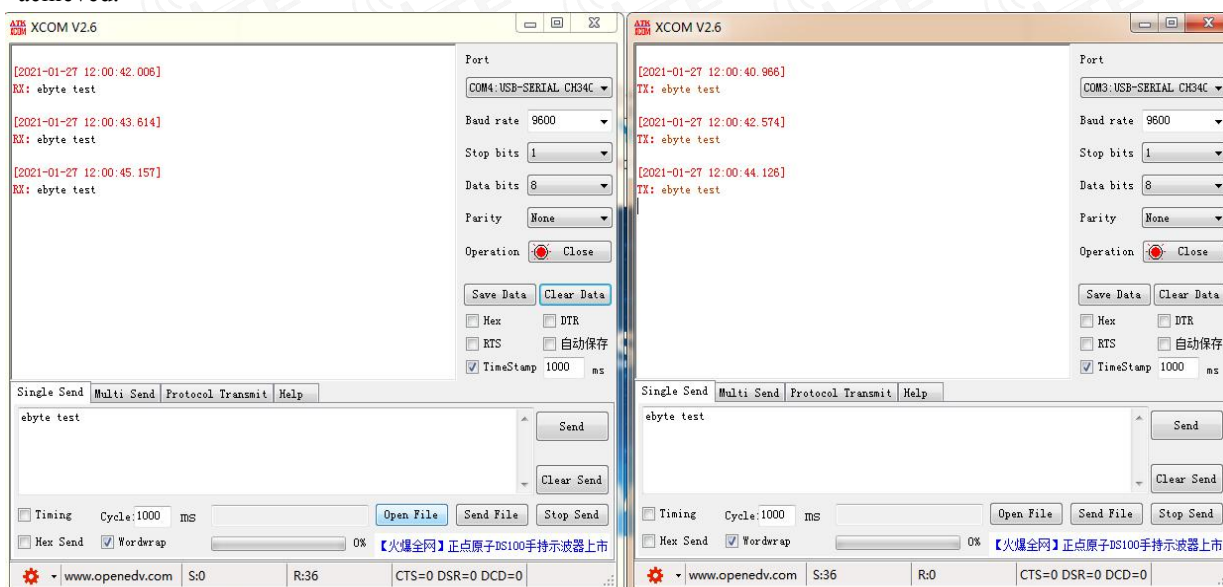 achieved.
XCOM V2.6
[2021-01-27 12:00:42.006]
RX: ebyte test
[2021-01-27 12:00:43.614]
RX: ebyte test
[2021-01-27 12:00:45.157]
RX: ebyte test
Port
COM4:USB-SERIAL CH34C
Baud rate 9600
Stop bits 1
Data bits 8
Parity None
Operation Close
Save Data Clear Data
Hex DTR
RTS 自动保存
TimeStamp 1000 ms
Single Send Multi Send Protocol Transmit Help
ebyte test
Send
Clear Send
Timing Cycle:1000 ms Open File Send File Stop Send
Hex Send Wordwrap 0% 【火爆全网】正点原子DS100手持示波器上市
www.openedv.com S:0 R:36 CTS=0 DSR=0 DCD=0
XCOM V2.6
[2021-01-27 12:00:40.966]
TX: ebyte test
[2021-01-27 12:00:42.574]
TX: ebyte test
[2021-01-27 12:00:44.126]
TX: ebyte test
Port
COM3:USB-SERIAL CH34C
Baud rate 9600
Stop bits 1
Data bits 8
Parity None
Operation Close
Save Data Clear Data
Hex DTR
RTS 自动保存
TimeStamp 1000 ms
Single Send Multi Send Protocol Transmit Help
ebyte test
Send
Clear Send
Timing Cycle:1000 ms Open File Send File Stop Send
Hex Send Wordwrap 0% 【火爆全网】正点原子DS100手持示波器上市
www.openedv.com S:36 R:0 CTS=0 DSR=0 DCD=0